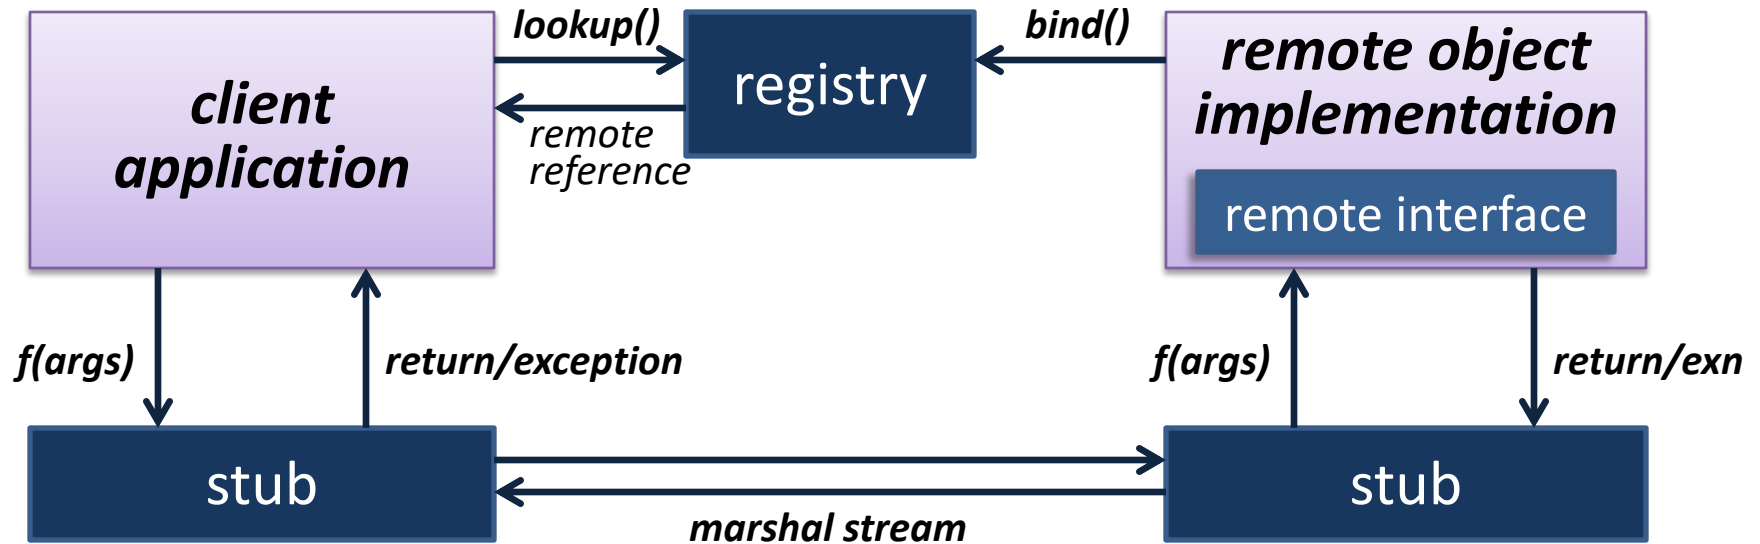 lookup()
bind()
client
application
registry
remote
reference
remote object
implementation
remote interface
f(args)
return/exception
f(args)
return/exn
stub
marshal stream
stub